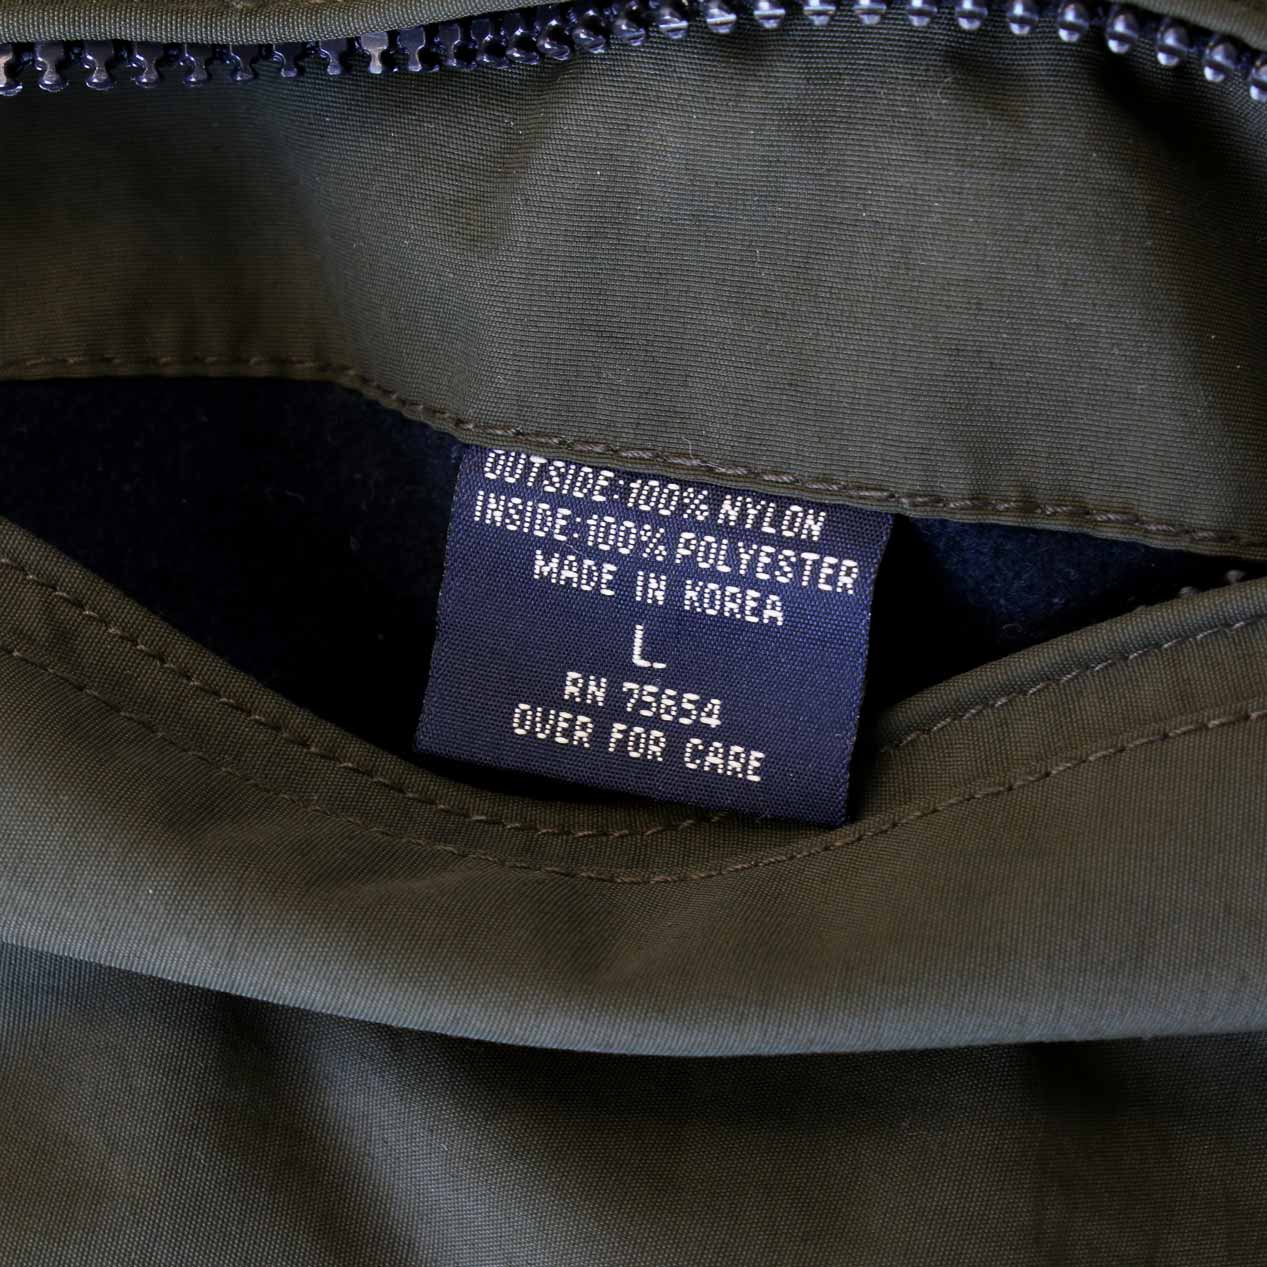 OUTSIDE:100% NYLON
INSIDE:100% POLYESTER
MADE IN KOREA
L
RN 75654
OVER FOR CARE